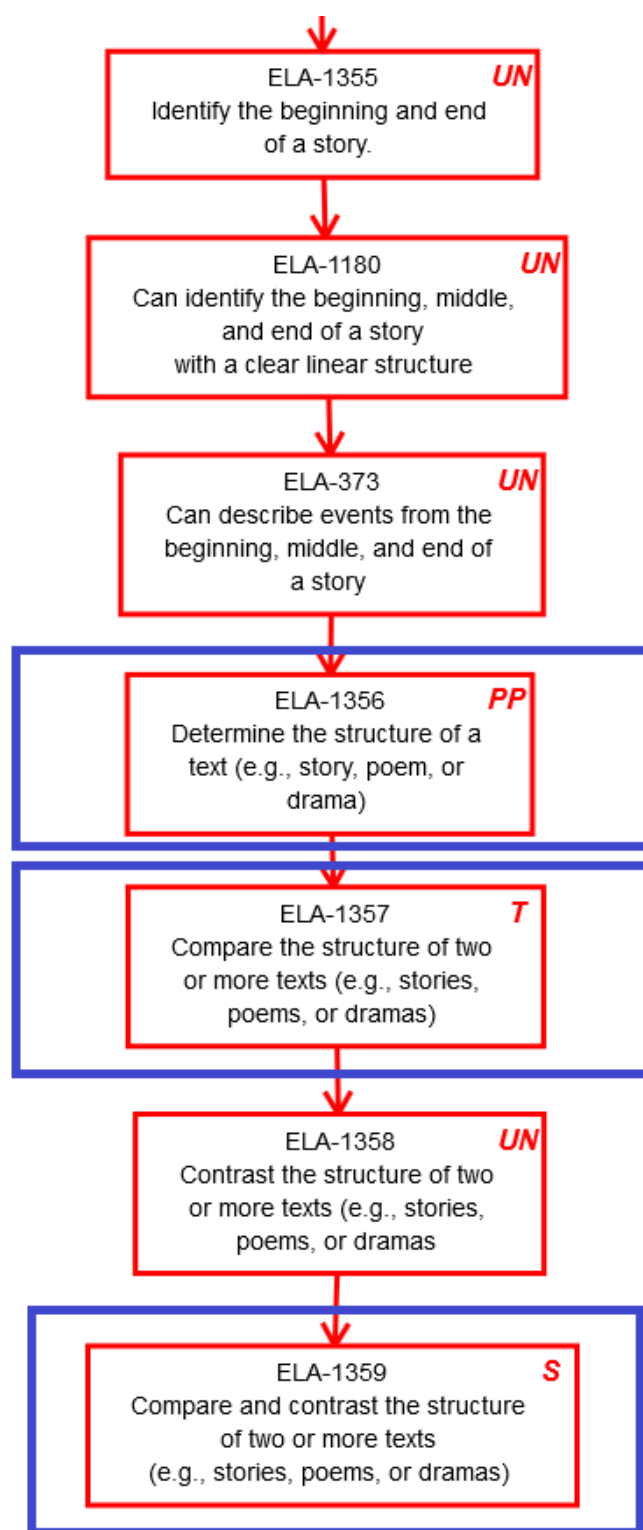 ELA-1355 UN
Identify the beginning and end
of a story.
ELA-1180 UN
Can identify the beginning, middle,
and end of a story
with a clear linear structure
ELA-373 UN
Can describe events from the
beginning, middle, and end of
a story
ELA-1356 PP
Determine the structure of a
text (e.g., story, poem, or
drama)
ELA-1357 T
Compare the structure of two
or more texts (e.g., stories,
poems, or dramas)
ELA-1358 UN
Contrast the structure of two
or more texts (e.g., stories,
poems, or dramas
ELA-1359 S
Compare and contrast the structure
of two or more texts
(e.g., stories, poems, or dramas)